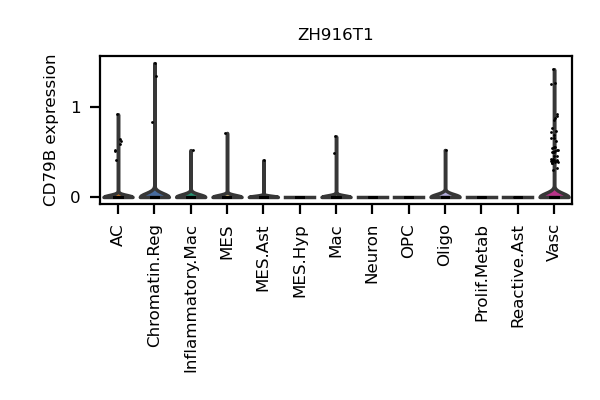 ZH916T1
CD79B expression
1
0
AC
Chromatin.Reg
Inflammatory.Mac
MES
MES.Ast
MES.Hyp
Mac
Neuron
OPC
Oligo
Prolif.Metab
Reactive.Ast
Vasc